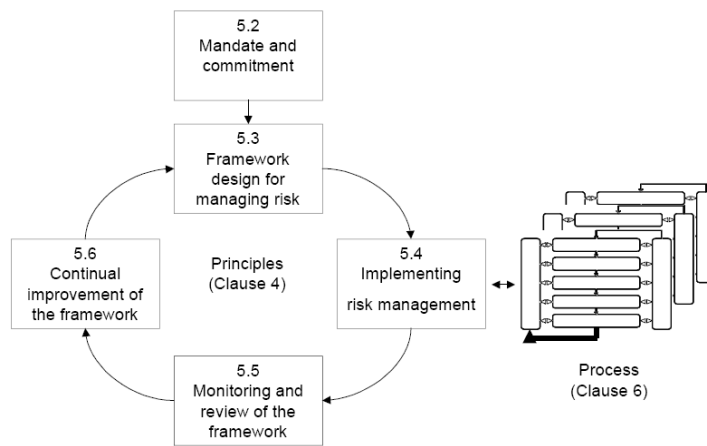 5.2
Mandate and
commitment
5.3
Framework
design for
managing risk
5.6
Continual
improvement of
the framework
Principles
(Clause 4)
5.4
Implementing
risk management
5.5
Monitoring and
review of the
framework
Process
(Clause 6)